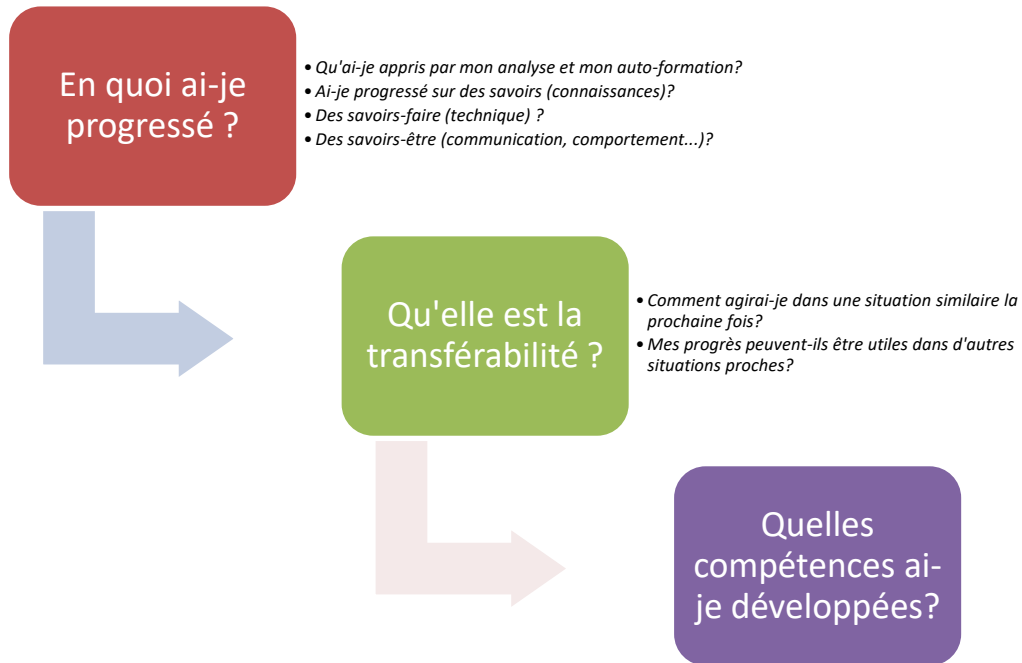 En quoi ai-je
progressé ?
• Qu'ai-je appris par mon analyse et mon auto-formation?
• Ai-je progressé sur des savoirs (connaissances)?
• Des savoirs-faire (technique) ?
• Des savoirs-être (communication, comportement...)?
Qu'elle est la
transférabilité ?
• Comment agirai-je dans une situation similaire la
prochaine fois?
• Mes progrès peuvent-ils être utiles dans d'autres
situations proches?
Quelles
compétences ai-
je développées?